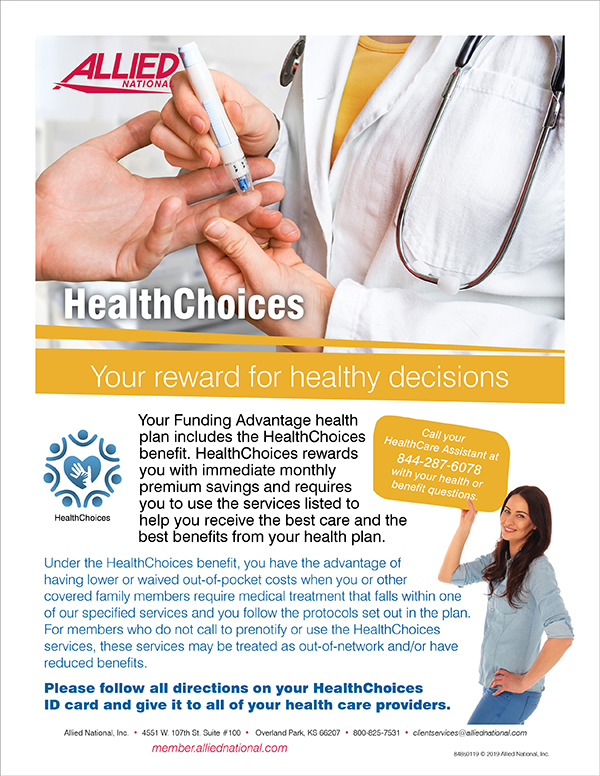 ALLIED
NATIONAL
HealthChoices
Your reward for healthy decisions
Your Funding Advantage health
plan includes the HealthChoices
benefit. HealthChoices rewards
you with immediate monthly
premium savings and requires
you to use the services listed to
help you receive the best care and the
best benefits from your health plan.
HealthChoices
Call your
HealthCare Assistant at
844-287-6078
with your health or
benefit questions.
Under the HealthChoices benefit, you have the advantage of
having lower or waived out-of-pocket costs when you or other
covered family members require medical treatment that falls within one
of our specified services and you follow the protocols set out in the plan.
For members who do not call to prenotify or use the HealthChoices
services, these services may be treated as out-of-network and/or have
reduced benefits.
Please follow all directions on your HealthChoices
ID card and give it to all of your health care providers.
Allied National, Inc. • 4551 W. 107th St. Suite #100 • Overland Park, KS 66207 • 800-825-7531 • clientservices@alliednational.com
member.alliednational.com
© 2019 Allied National, Inc.